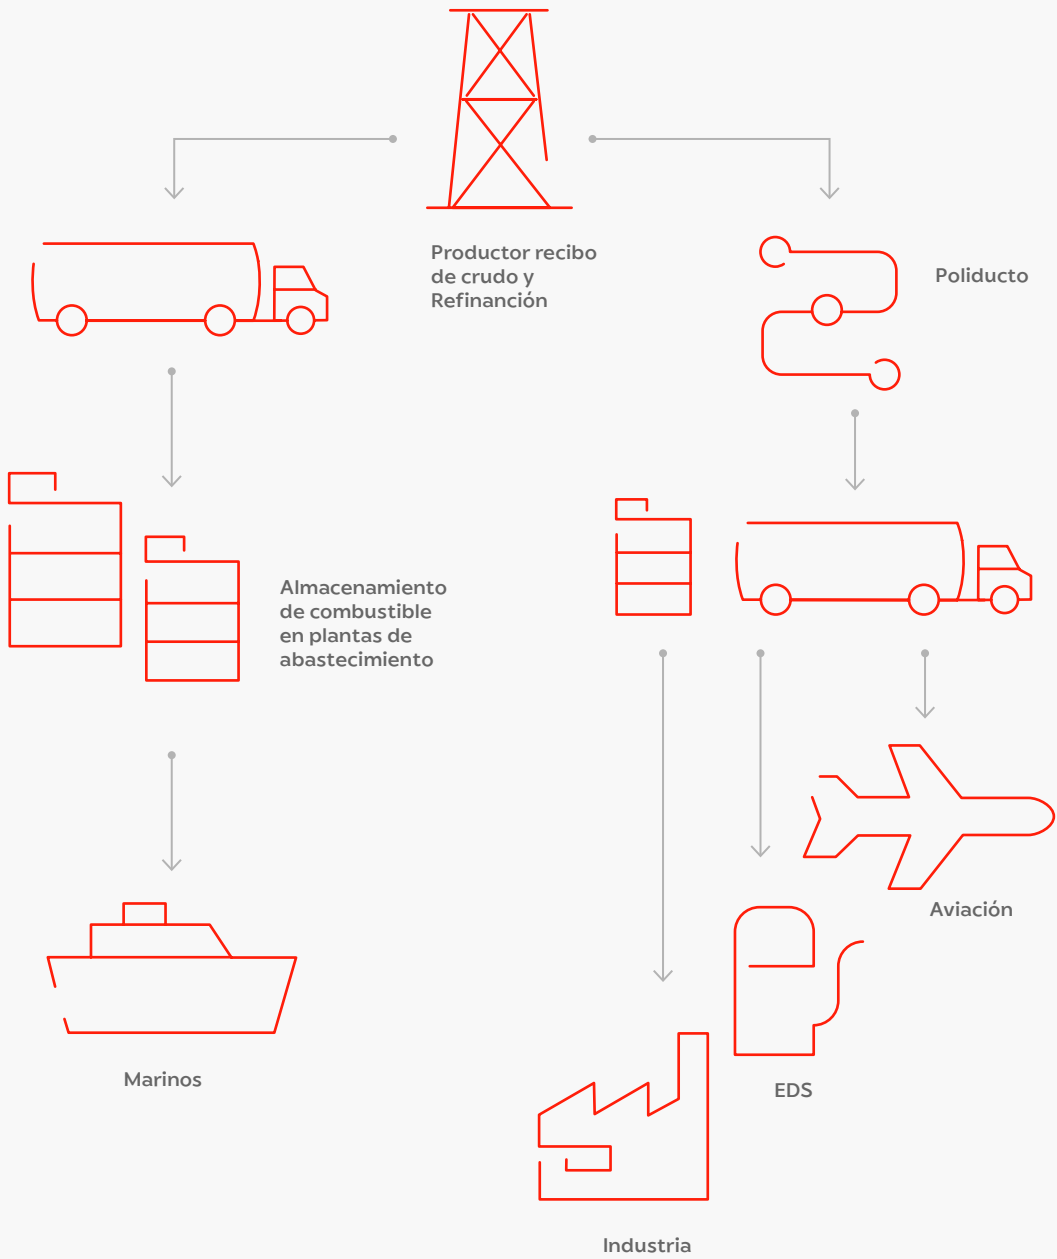 Productor recibo
de crudo y
Refinanción
Poliducto
Almacenamiento
de combustible
en plantas de
abastecimiento
Aviación
Marinos
EDS
Industria